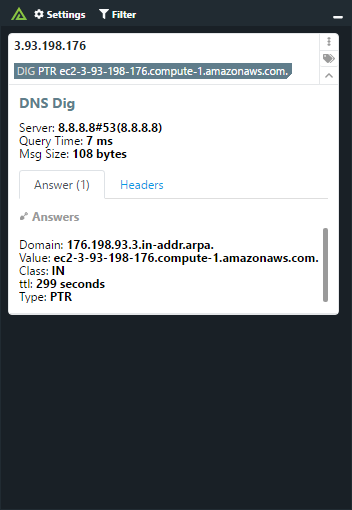 Settings Filter
3.93.198.176
DIG PTR ec2-3-93-198-176.compute-1.amazonaws.com.
DNS Dig
Server: 8.8.8.8#53(8.8.8.8)
Query Time: 7 ms
Msg Size: 108 bytes
Answer (1) Headers
Answers
Domain: 176.198.93.3.in-addr.arpa.
Value: ec2-3-93-198-176.compute-1.amazonaws.com.
Class: IN
ttl: 299 seconds
Type: PTR